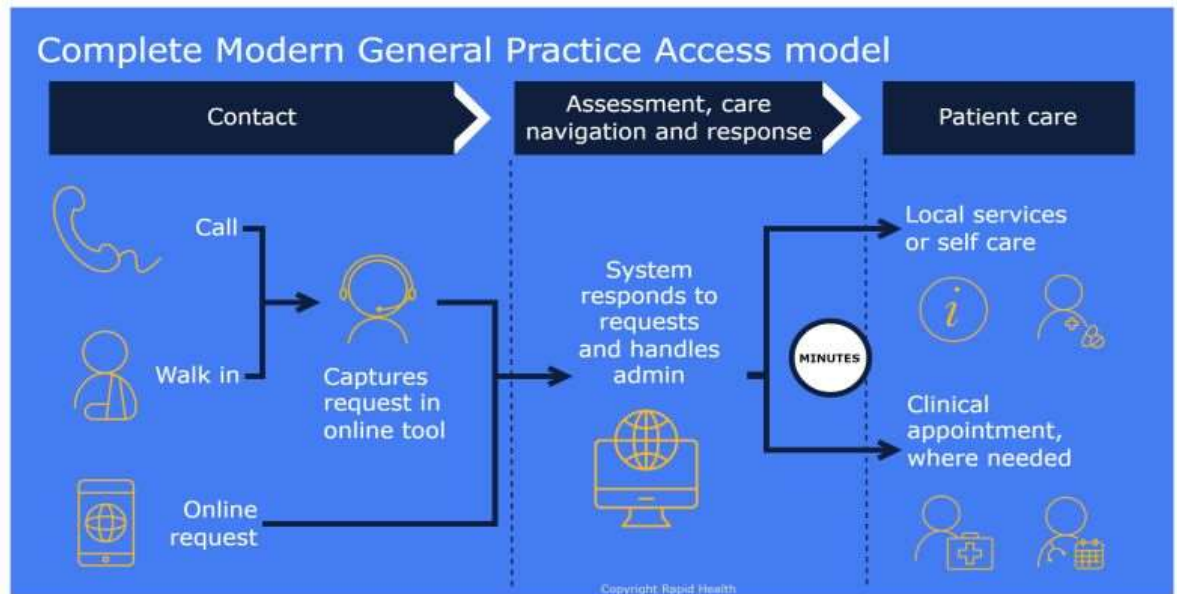 Complete Modern General Practice Access model
Contact
Assessment, care
navigation and response
Patient care
Call
Walk in
Captures
request in
online tool
Online
request
System
responds to
requests
and handles
admin
MINUTES
Local services
or self care
i
Clinical
appointment,
where needed
Copyright Rapid Health